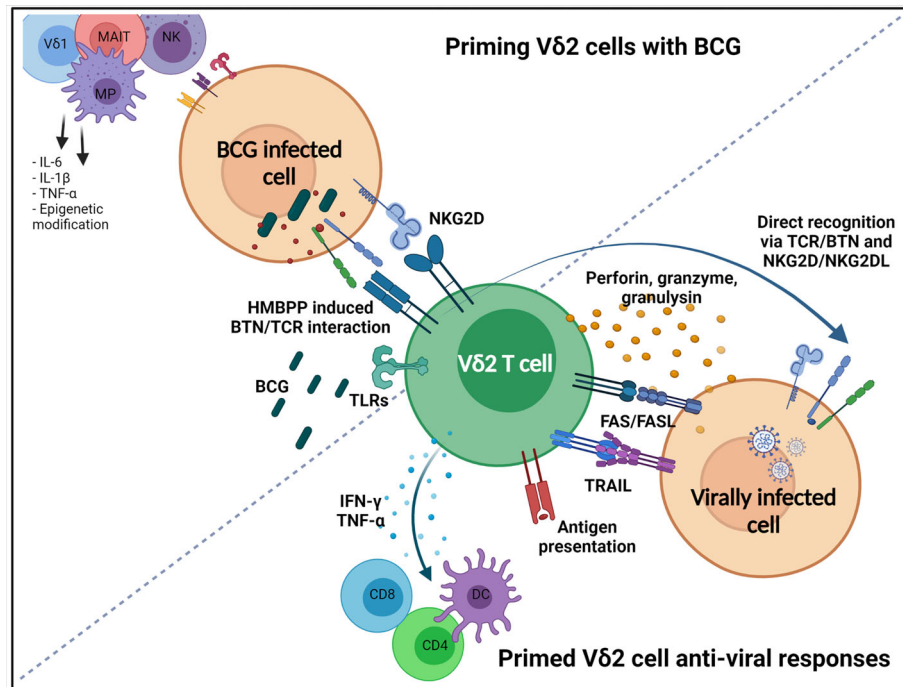 Vδ1
MAIT
NK
MP
- IL-6
- IL-1β
- TNF-α
- Epigenetic
modification
Priming Vδ2 cells with BCG
BCG infected
cell
NKG2D
HMBPP induced
BTN/TCR interaction
BCG
TLRs
Vδ2 T cell
Perforin, granzyme,
granulysin
Direct recognition
via TCR/BTN and
NKG2D/NKG2DL
FAS/FASL
TRAIL
Antigen
presentation
Virally infected
cell
IFN-γ
TNF-α
CD8
DC
CD4
Primed Vδ2 cell anti-viral responses